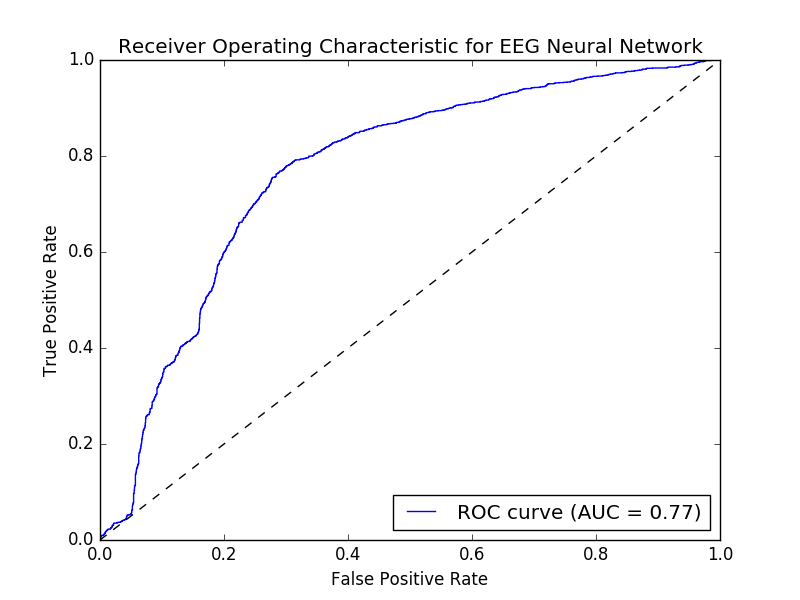 Receiver Operating Characteristic for EEG Neural Network
1.0
0.8
0.6
0.4
0.2
0.0
True Positive Rate
ROC curve (AUC = 0.77)
0.0 0.2 0.4 0.6 0.8 1.0
False Positive Rate